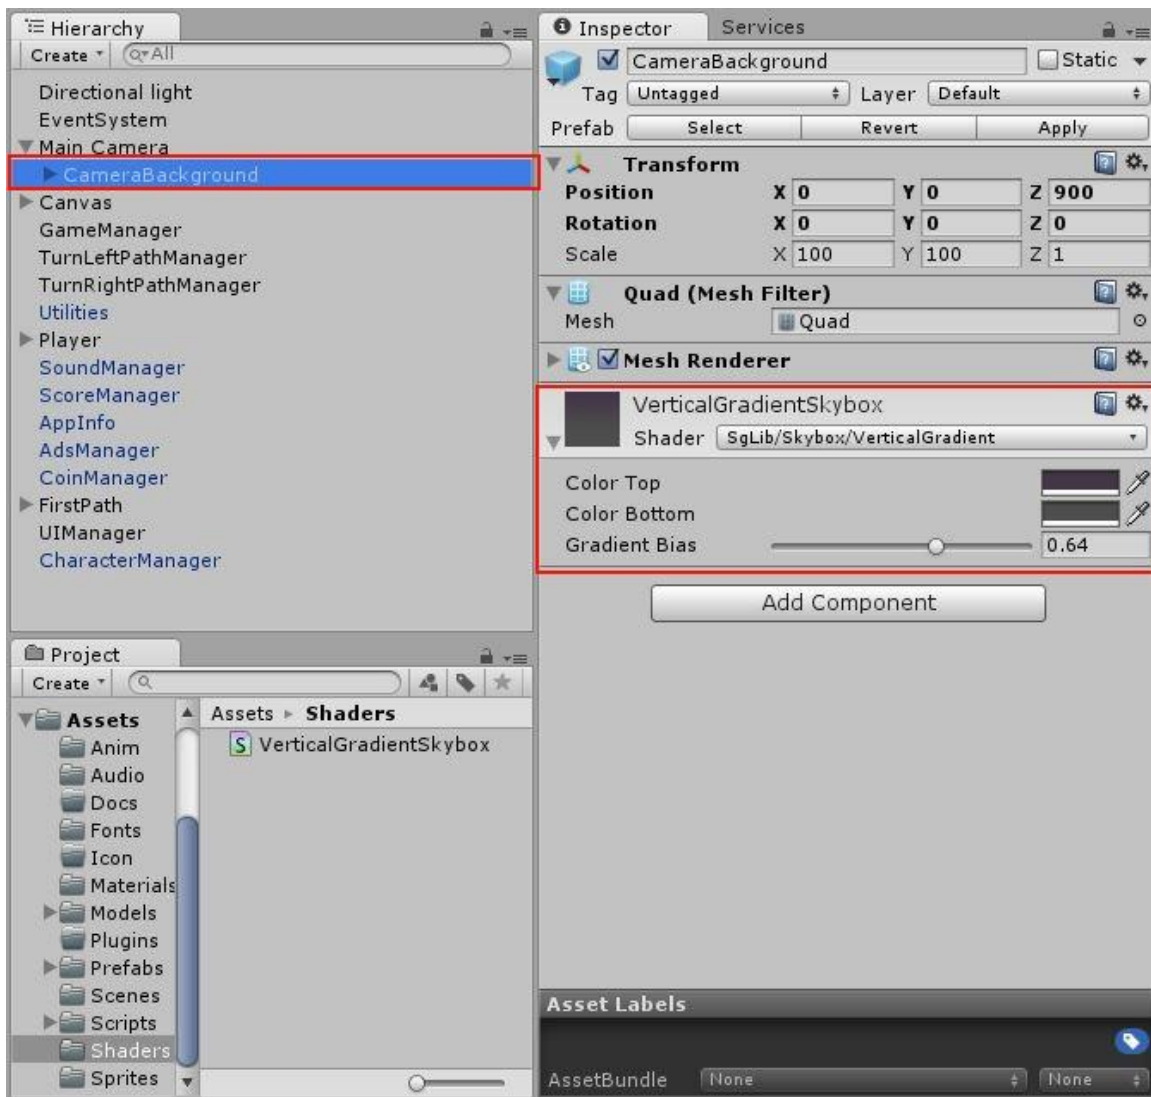 Hierarchy
Create
All
Directional light
EventSystem
Main Camera
CameraBackground
Canvas
GameManager
TurnLeftPathManager
TurnRightPathManager
Utilities
Player
SoundManager
ScoreManager
AppInfo
AdsManager
CoinManager
FirstPath
UIManager
CharacterManager
Project
Create
Assets
Anim
Audio
Docs
Fonts
Icon
Materials
Models
Plugins
Prefabs
Scenes
Scripts
Shaders
Sprites
Assets Shaders
VerticalGradientSkybox
Inspector Services
CameraBackground Static
Tag Untagged Layer Default
Prefab Select Revert Apply
Transform
Position X 0 Y 0 Z 900
Rotation X 0 Y 0 Z 0
Scale X 100 Y 100 Z 1
Quad (Mesh Filter)
Mesh Quad
Mesh Renderer
VerticalGradientSkybox
Shader SgLib/Skybox/VerticalGradient
Color Top
Color Bottom
Gradient Bias 0.64
Add Component
Asset Labels
AssetBundle None None